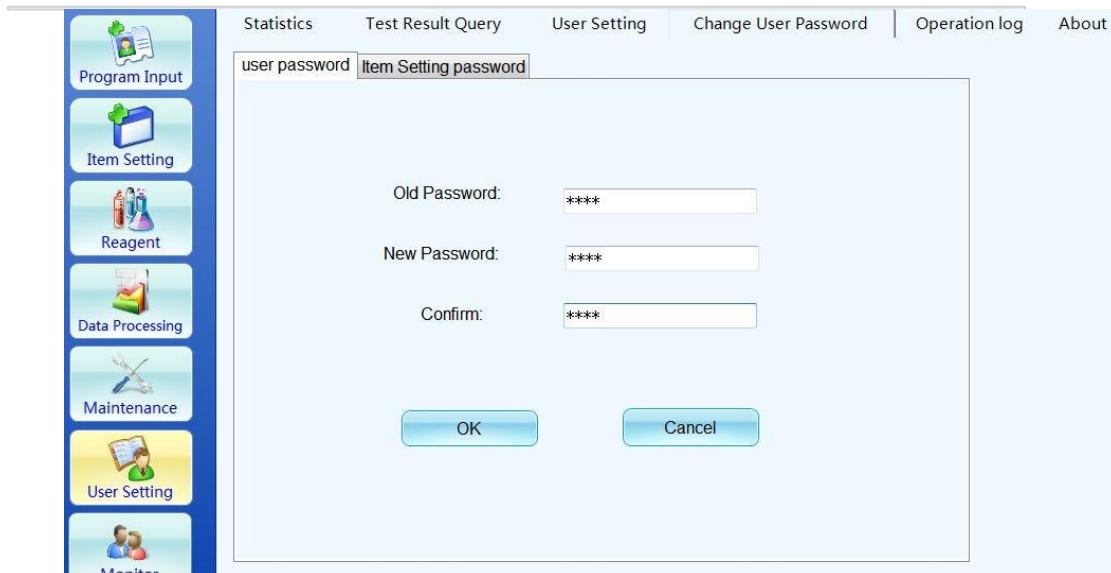 Statistics Test Result Query User Setting Change User Password Operation log About
user password Item Setting password
Program Input
Item Setting
Reagent
Data Processing
Maintenance
User Setting
Monitor
Old Password: ****
New Password: ****
Confirm: ****
OK Cancel